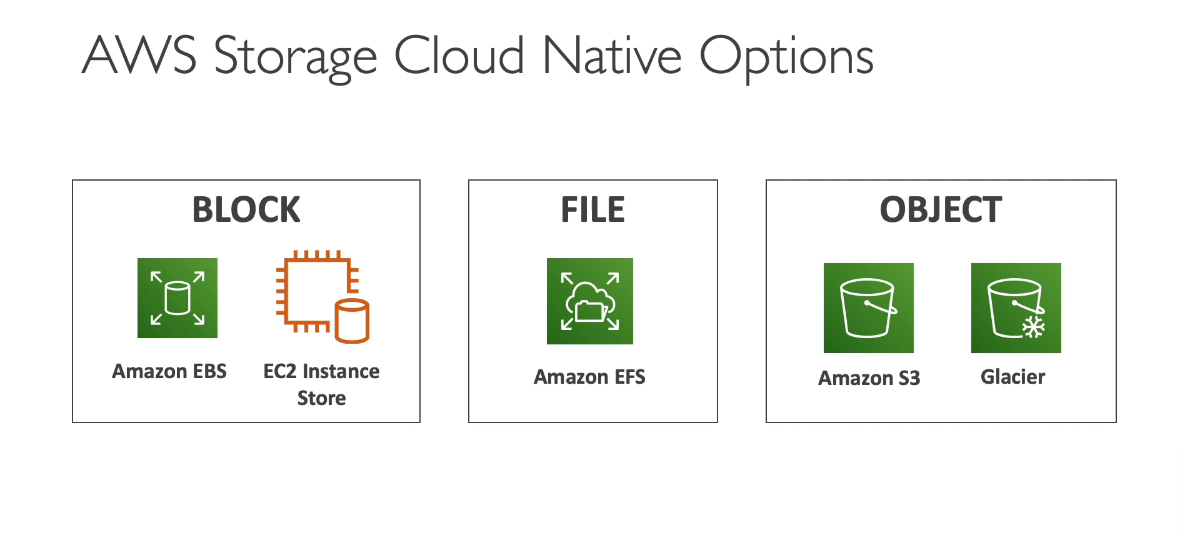 AWS Storage Cloud Native Options
BLOCK
Amazon EBS
EC2 Instance
Store
FILE
Amazon EFS
OBJECT
Amazon S3
Glacier